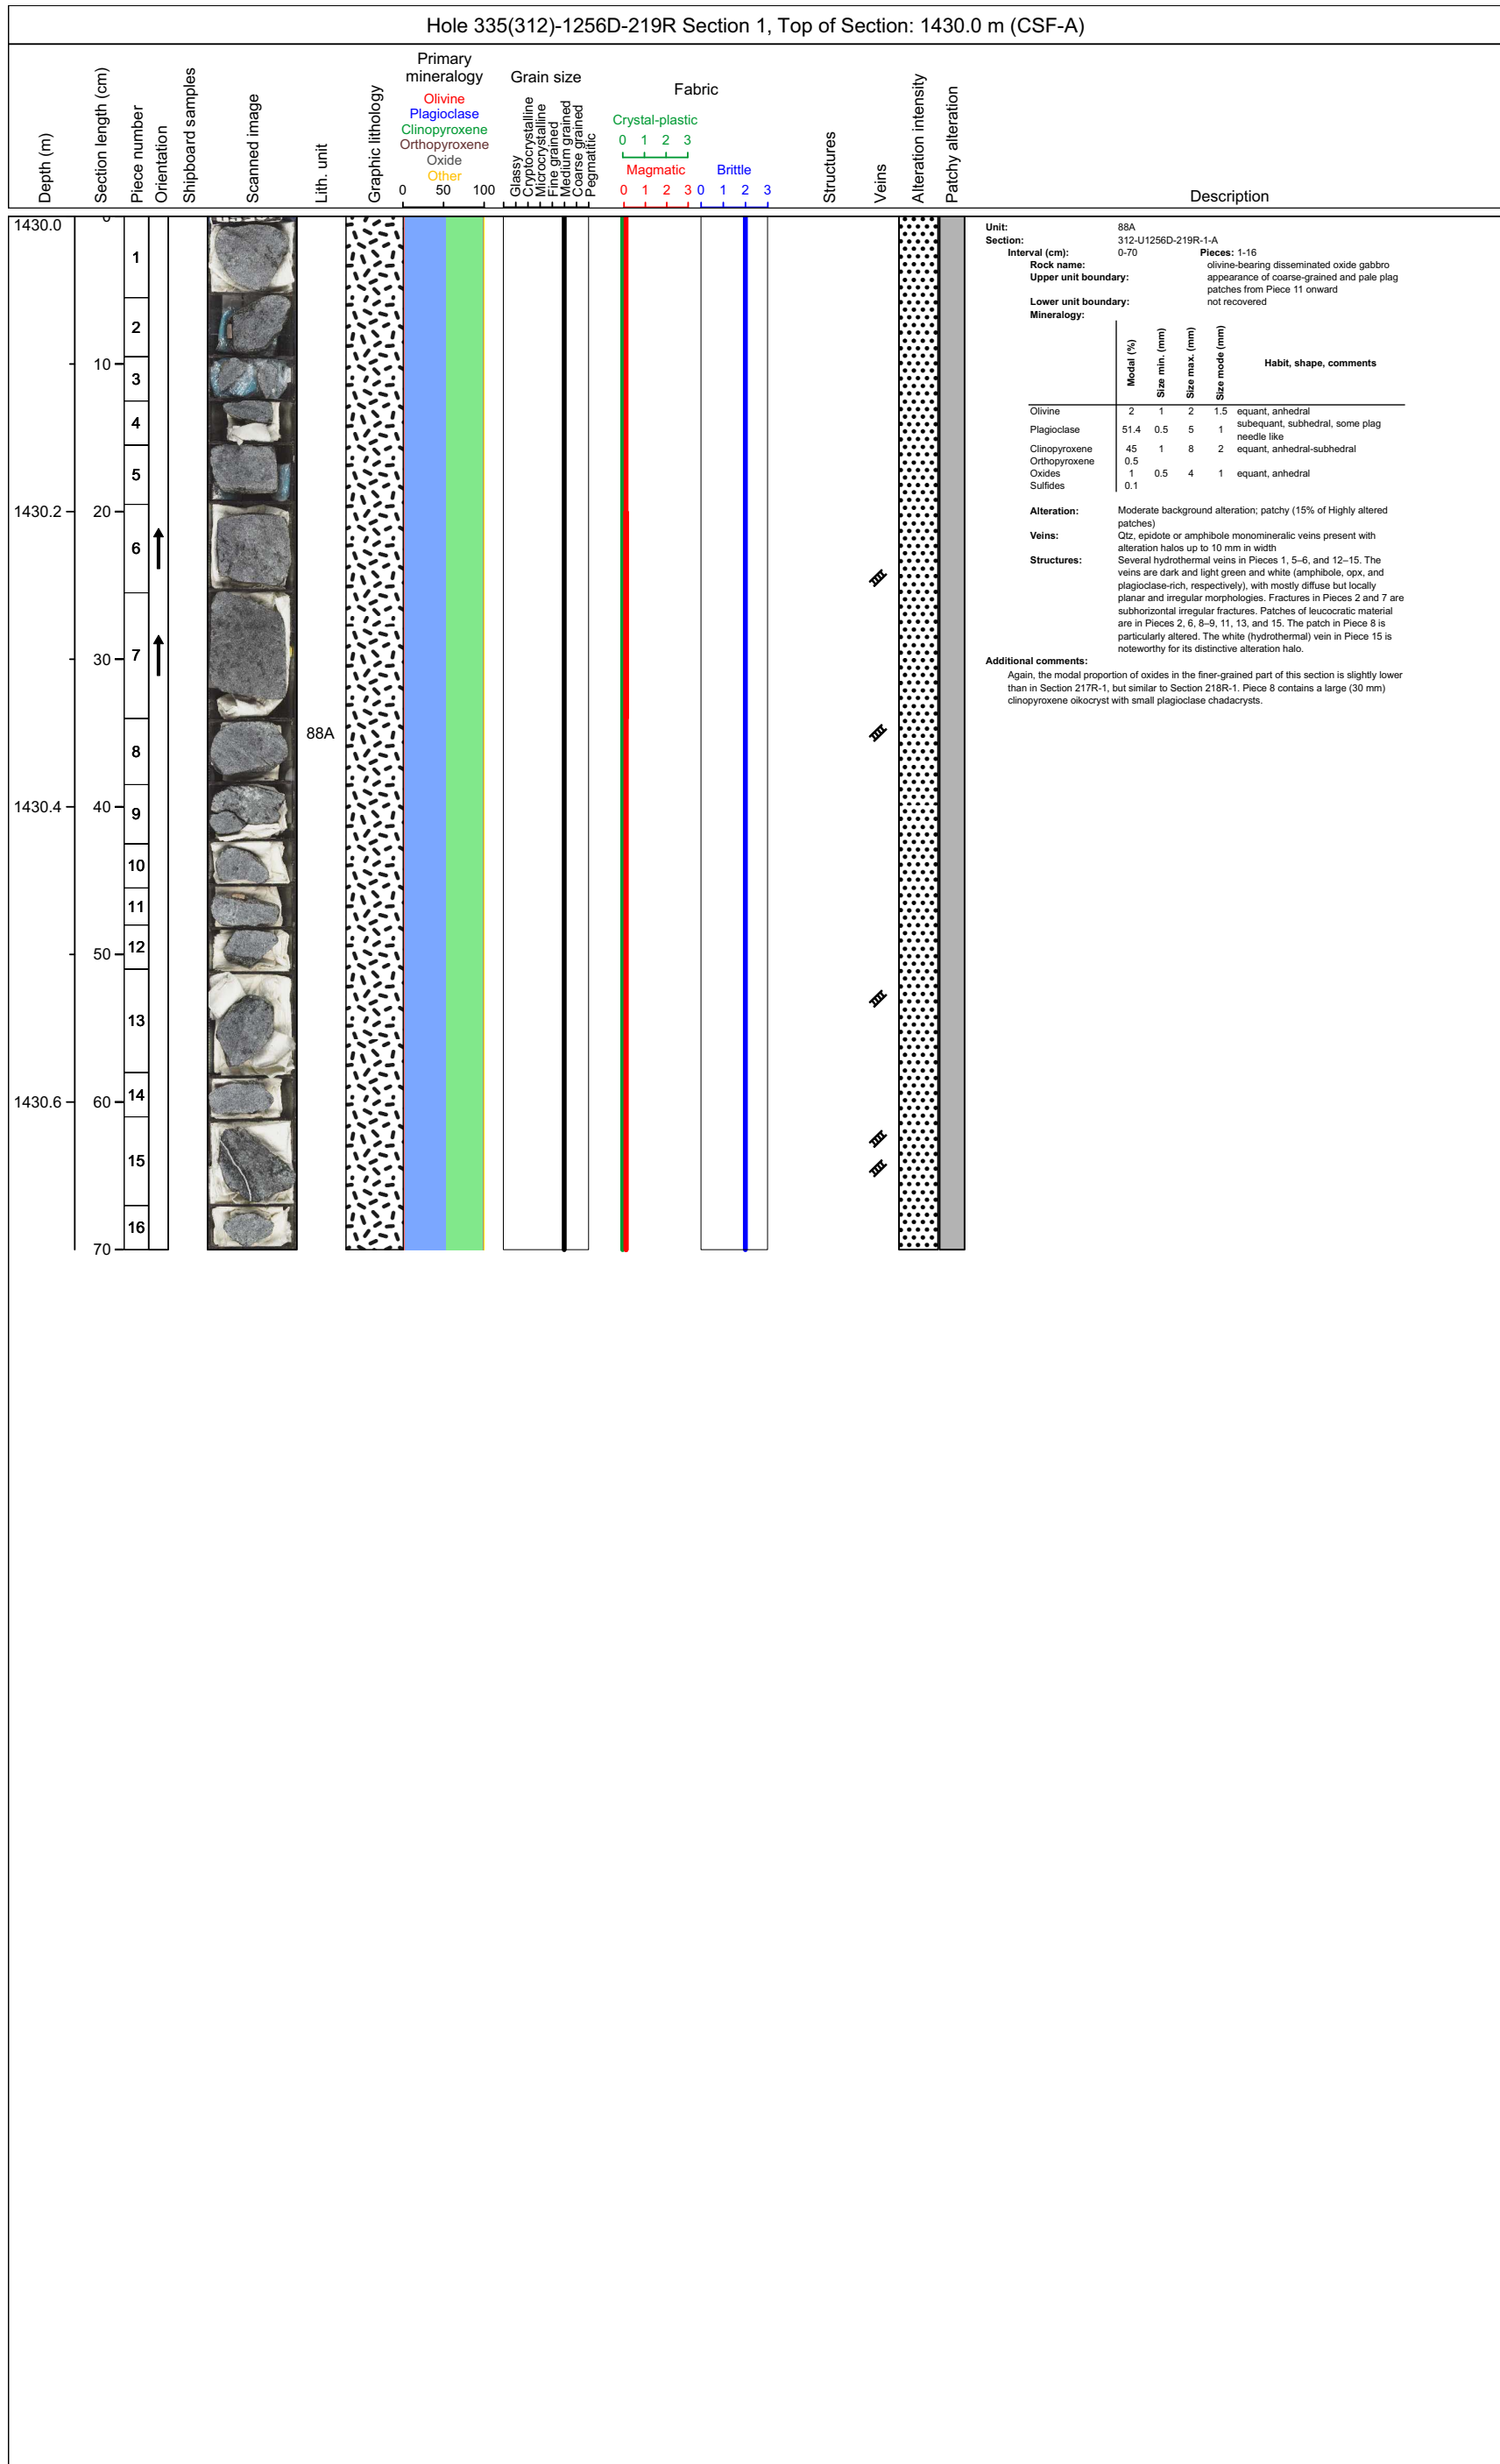 Hole 335(312)-1256D-219R Section 1, Top of Section: 1430.0 m (CSF-A)
Depth (m)
Section length (cm)
Piece number
Orientation
Shipboard samples
Scanned image
Lith. unit
Graphic lithology
Primary
mineralogy
Olivine
Plagioclase
Clinopyroxene
Orthopyroxene
Oxide
Other
0 50 100
Grain size
Glassy
Cryptocrystalline
Microcrystalline
Fine grained
Medium grained
Coarse grained
Pegmatitic
Fabric
Crystal-plastic
0 1 2 3
Magmatic
0 1 2 3
Brittle
0 1 2 3
Structures
Veins
Alteration intensity
Patchy alteration
Description
1430.0
1430.2
1430.4
1430.6
0
10
20
30
40
50
60
70
1
2
3
4
5
6
7
8
9
10
11
12
13
14
15
16
88A
Unit: 88A
Section: 312-U1256D-219R-1-A
Interval (cm): 0-70 Pieces: 1-16
Rock name: olivine-bearing disseminated oxide gabbro
Upper unit boundary: appearance of coarse-grained and pale plag
patches from Piece 11 onward
Lower unit boundary: not recovered
Mineralogy:
Modal (%) Size min. (mm) Size max. (mm) Size mode (mm) Habit, shape, comments
Olivine 2 1 2 1.5 equant, anhedral
Plagioclase 51.4 0.5 5 1 subequant, subhedral, some plag
needle like
Clinopyroxene 45 1 8 2 equant, anhedral-subhedral
Orthopyroxene 0.5
Oxides 1 0.5 4 1 equant, anhedral
Sulfides 0.1
Alteration: Moderate background alteration; patchy (15% of Highly altered
patches)
Veins: Qtz, epidote or amphibole monomineralic veins present with
alteration halos up to 10 mm in width
Structures: Several hydrothermal veins in Pieces 1, 5–6, and 12–15. The
veins are dark and light green and white (amphibole, opx, and
plagioclase-rich, respectively), with mostly diffuse but locally
planar and irregular morphologies. Fractures in Pieces 2 and 7 are
subhorizontal irregular fractures. Patches of leucocratic material
are in Pieces 2, 6, 8–9, 11, 13, and 15. The patch in Piece 8 is
particularly altered. The white (hydrothermal) vein in Piece 15 is
noteworthy for its distinctive alteration halo.
Additional comments:
Again, the modal proportion of oxides in the finer-grained part of this section is slightly lower
than in Section 217R-1, but similar to Section 218R-1. Piece 8 contains a large (30 mm)
clinopyroxene oikocryst with small plagioclase chadacrysts.